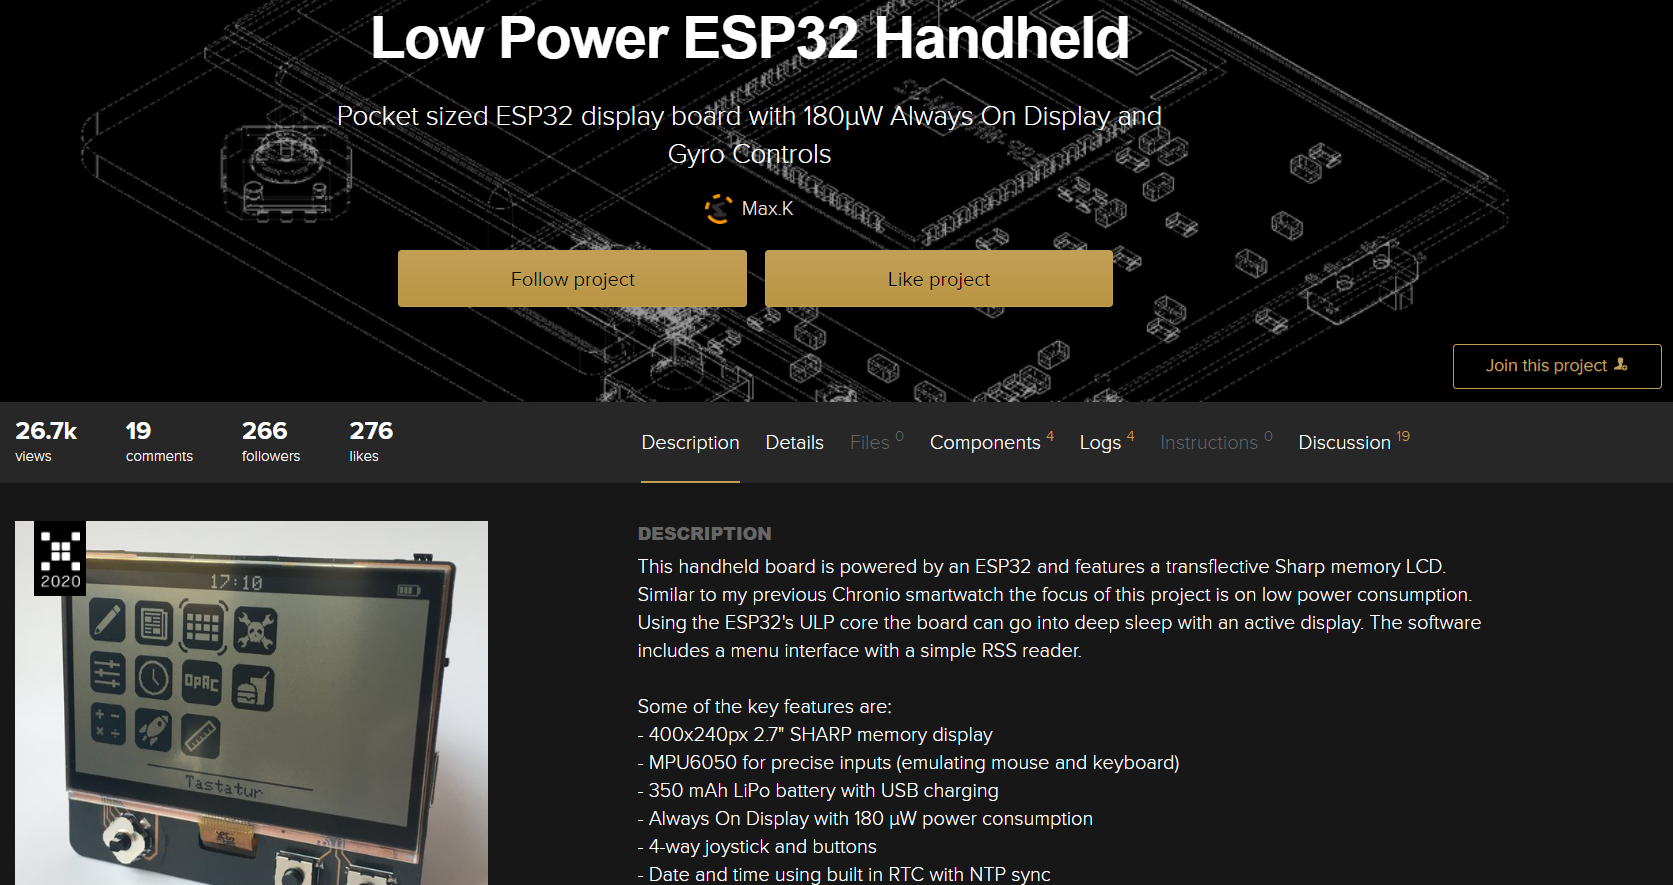 Low Power ESP32 Handheld
Pocket sized ESP32 display board with 180µW Always On Display and
Gyro Controls
Max.K
Follow project
Like project
Join this project
26.7k
views
19
comments
266
followers
276
likes
Description
Details
Files 0
Components 4
Logs 4
Instructions 0
Discussion 19
2020
17:10
OPAC
+ -
× ÷
Tastatur
DESCRIPTION
This handheld board is powered by an ESP32 and features a transflective Sharp memory LCD.
Similar to my previous Chronio smartwatch the focus of this project is on low power consumption.
Using the ESP32's ULP core the board can go into deep sleep with an active display. The software
includes a menu interface with a simple RSS reader.
Some of the key features are:
- 400x240px 2.7" SHARP memory display
- MPU6050 for precise inputs (emulating mouse and keyboard)
- 350 mAh LiPo battery with USB charging
- Always On Display with 180 µW power consumption
- 4-way joystick and buttons
- Date and time using built in RTC with NTP sync